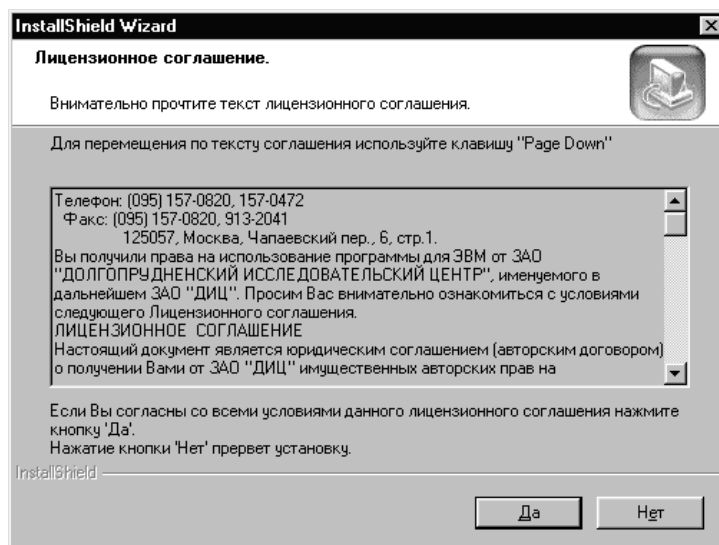 InstallShield Wizard
Лицензионное соглашение.
Внимательно прочтите текст лицензионного соглашения.
Для перемещения по тексту соглашения используйте клавишу "Page Down"
Телефон: (095) 157-0820, 157-0472
Факс: (095) 157-0820, 913-2041
125057, Москва, Чапаевский пер., 6, стр.1.
Вы получили права на использование программы для ЭВМ от ЗАО
"ДОЛГОПРУДНЕНСКИЙ ИССЛЕДОВАТЕЛЬСКИЙ ЦЕНТР", именуемого в
дальнейшем ЗАО "ДИЦ". Просим Вас внимательно ознакомиться с условиями
следующего Лицензионного соглашения.
ЛИЦЕНЗИОННОЕ СОГЛАШЕНИЕ
Настоящий документ является юридическим соглашением (авторским договором)
о получении Вами от ЗАО "ДИЦ" имущественных авторских прав на
Если Вы согласны со всеми условиями данного лицензионного соглашения нажмите
кнопку 'Да'.
Нажатие кнопки 'Нет' прервет установку.
InstallShield
Да
Нет